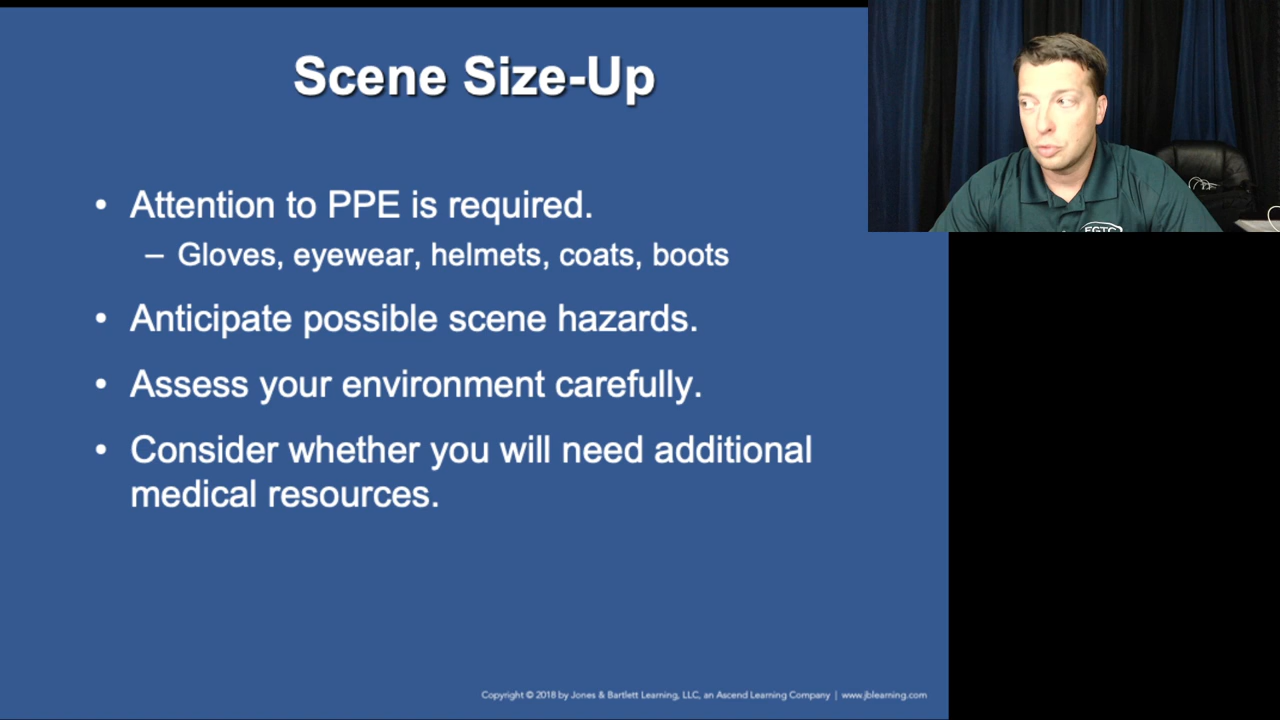 Scene Size-Up
• Attention to PPE is required.
– Gloves, eyewear, helmets, coats, boots
• Anticipate possible scene hazards.
• Assess your environment carefully.
• Consider whether you will need additional
medical resources.
Copyright © 2018 by Jones & Bartlett Learning, LLC, an Ascend Learning Company | www.jblearning.com